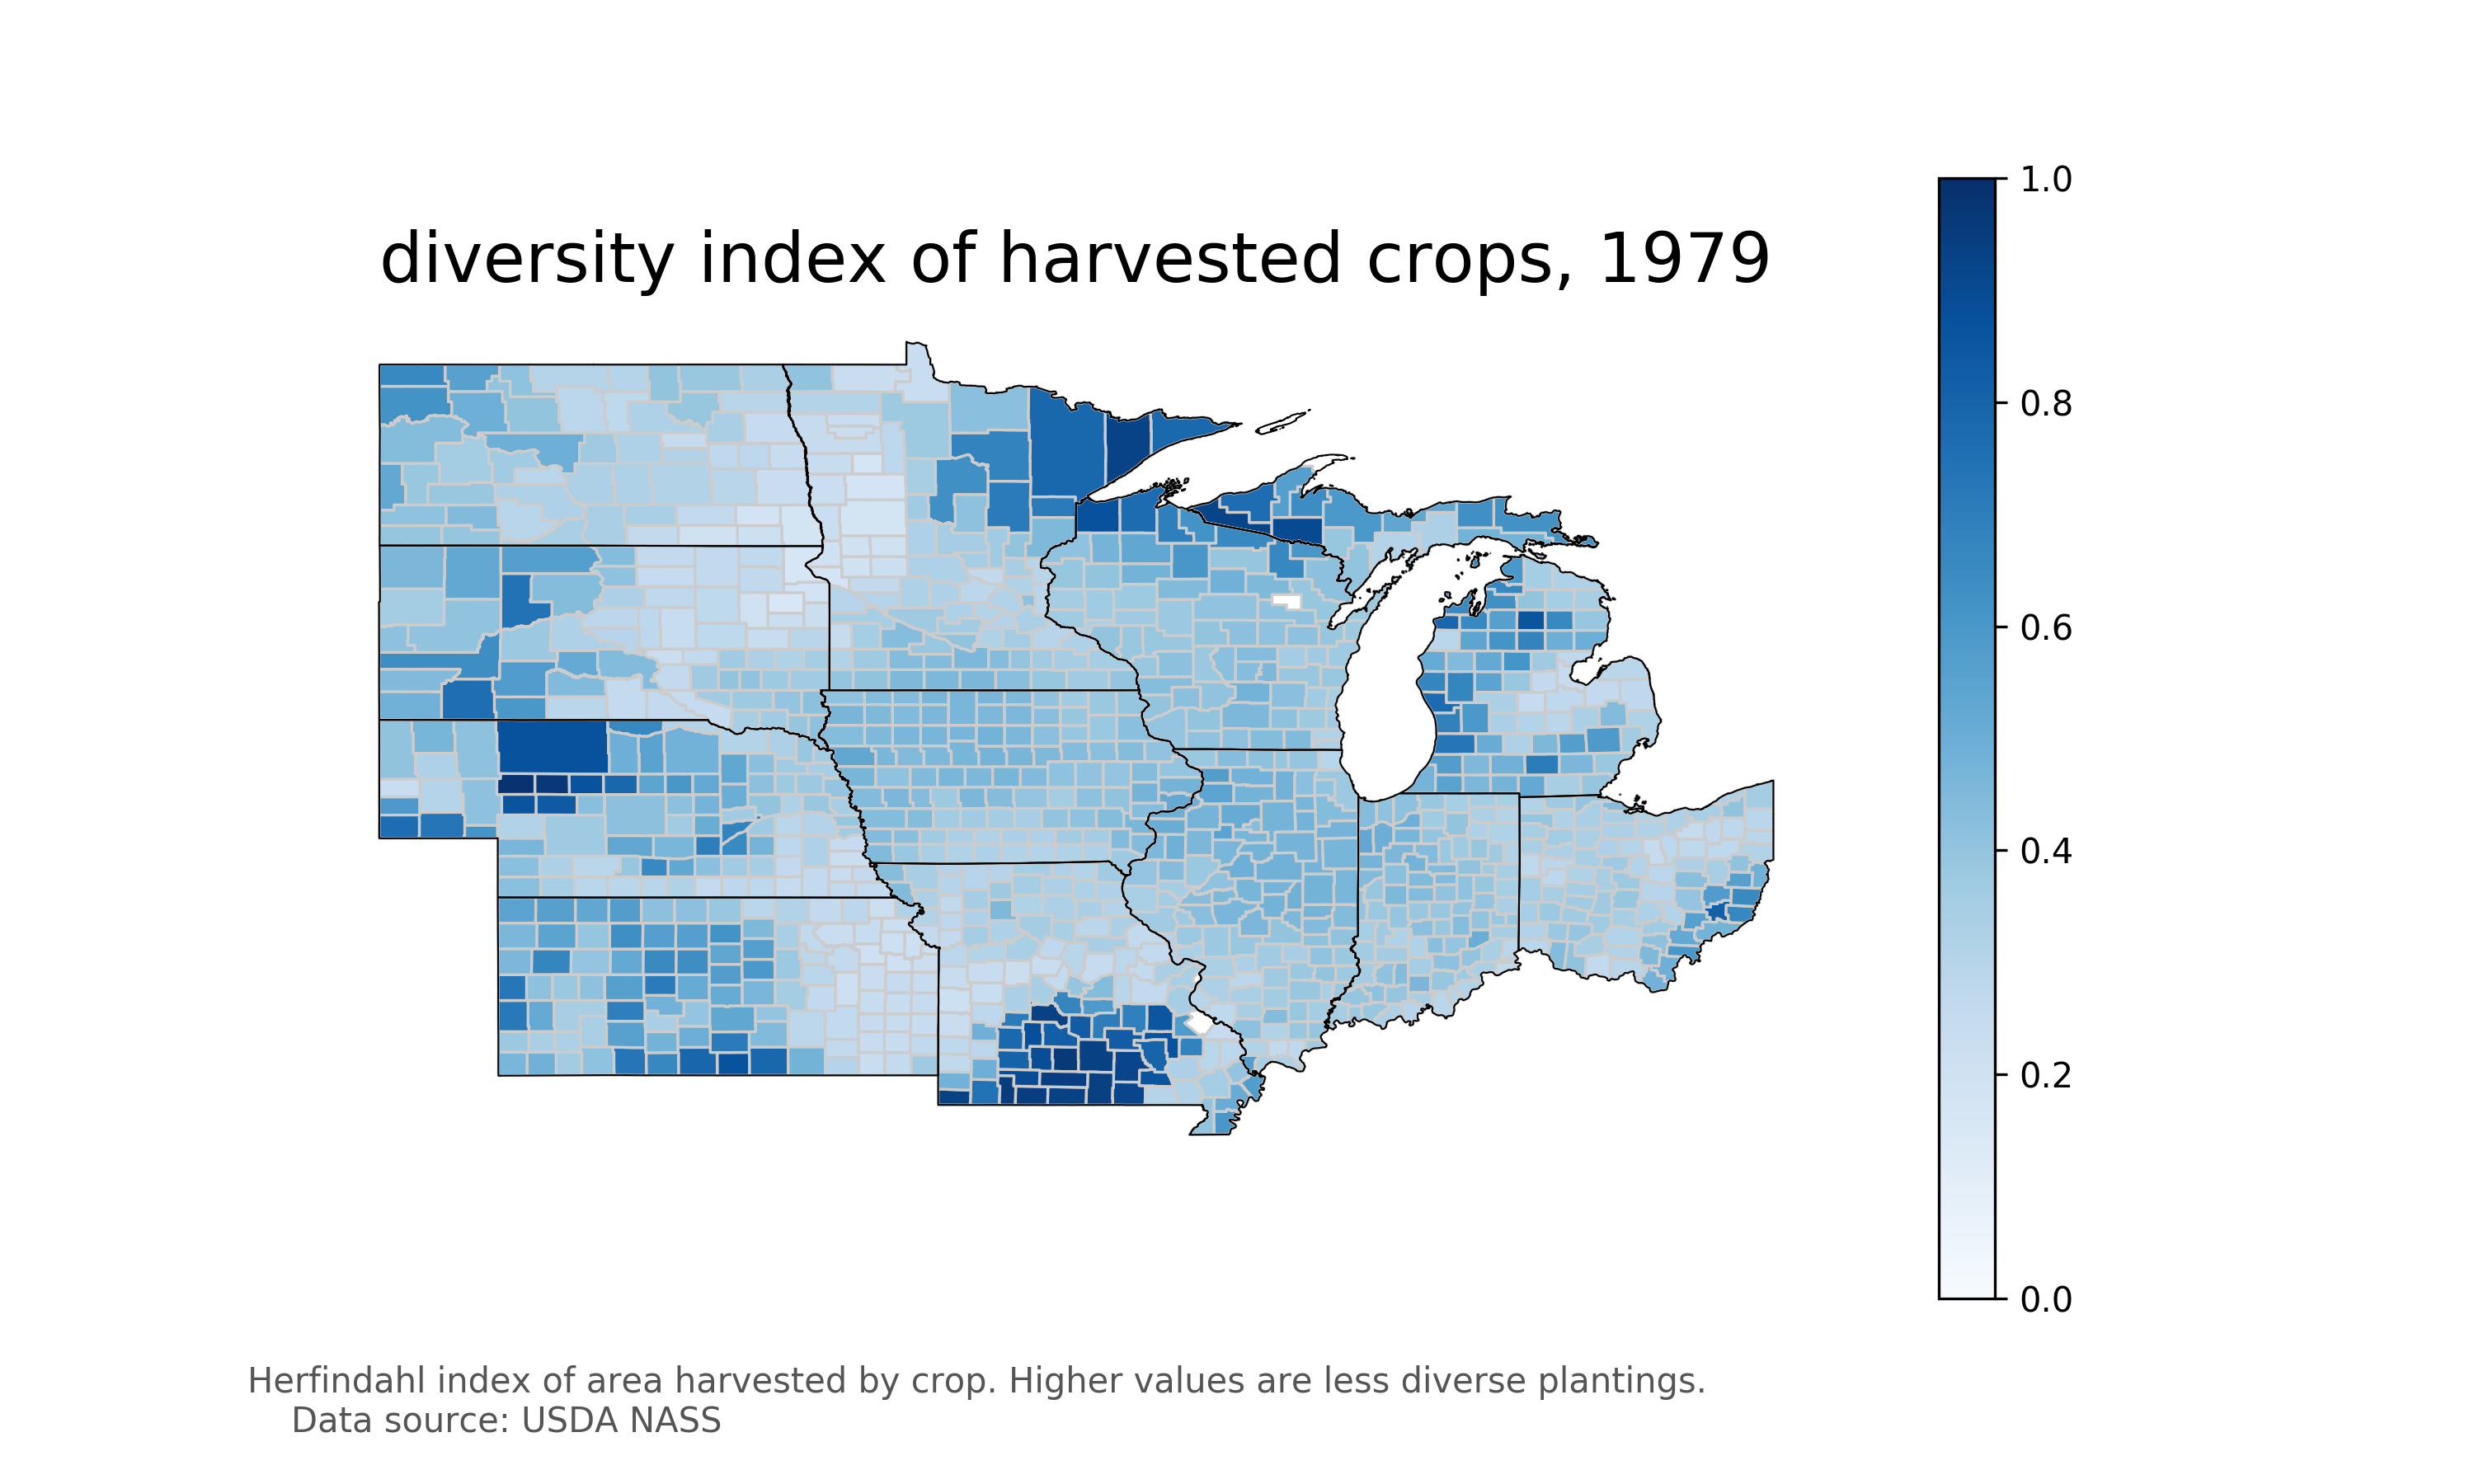 diversity index of harvested crops, 1979
1.0
0.8
0.6
0.4
0.2
0.0
Herfindahl index of area harvested by crop. Higher values are less diverse plantings.
Data source: USDA NASS